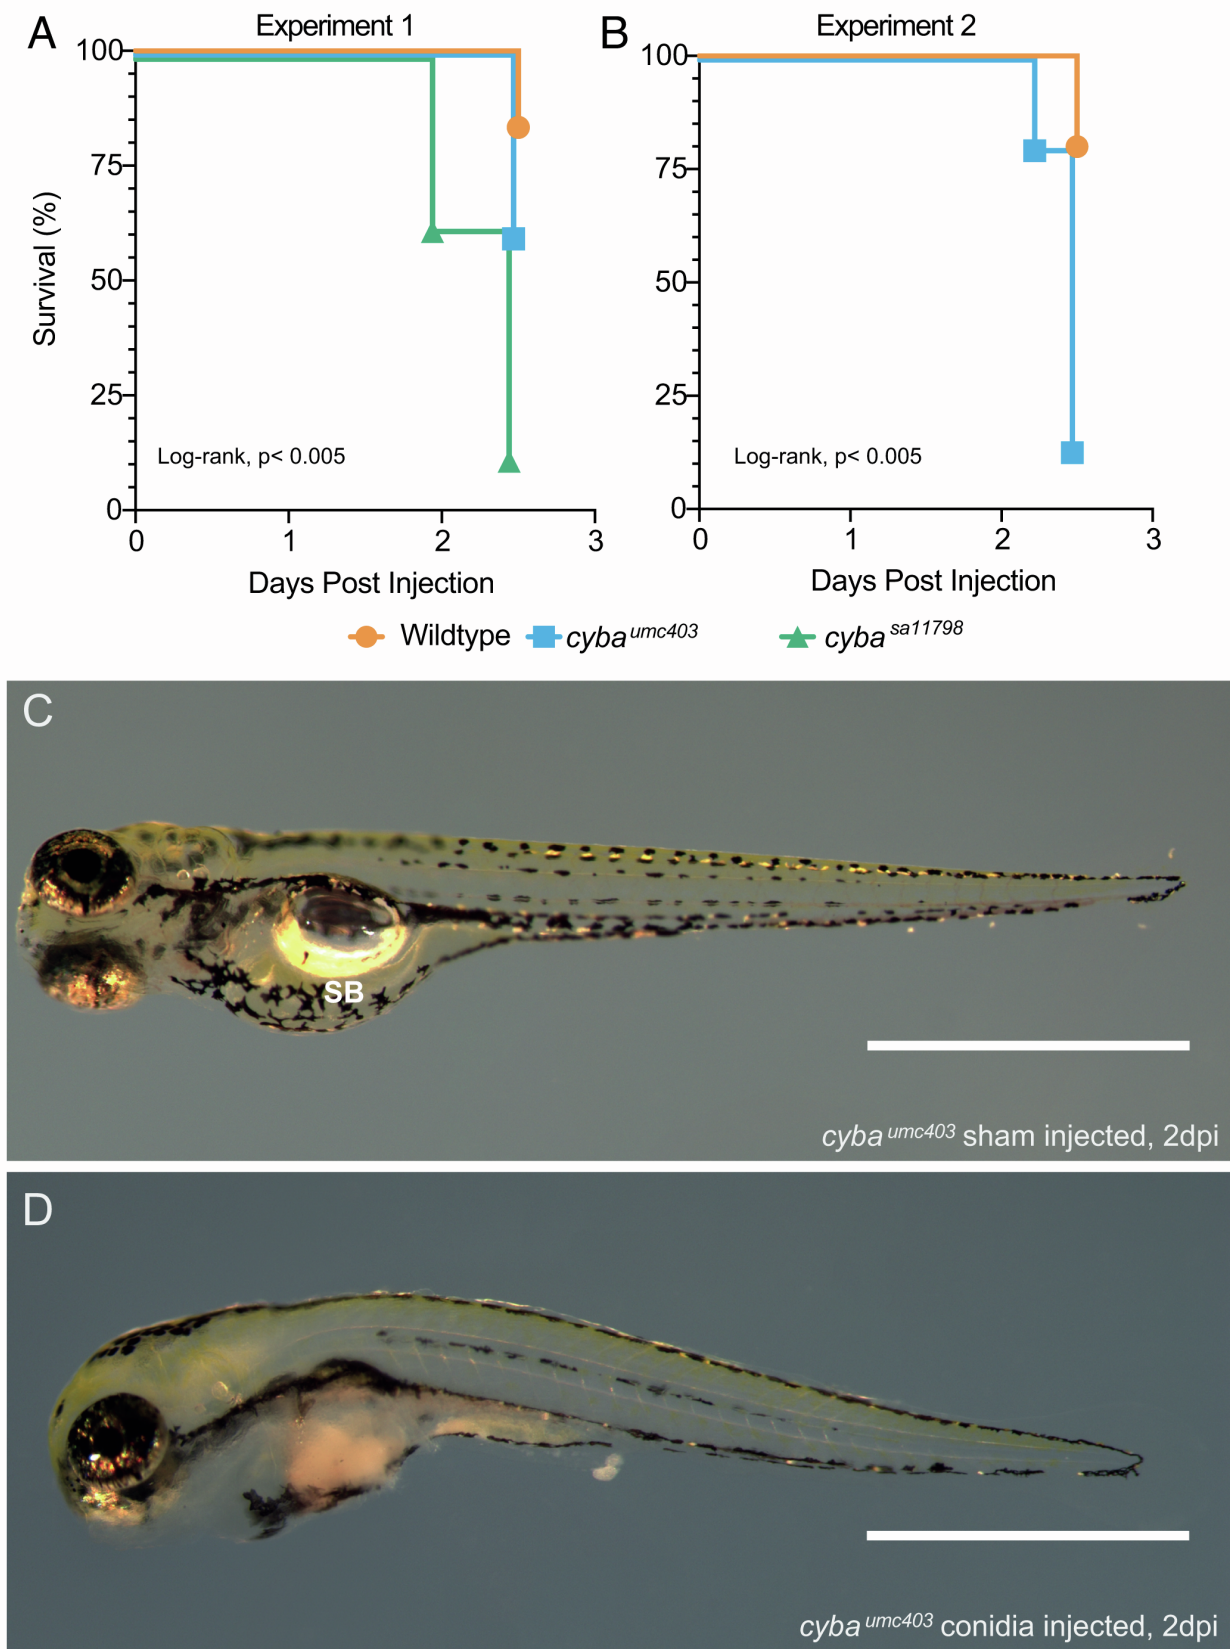 A
Experiment 1
B
Experiment 2
100
75
50
25
0
Survival (%)
Log-rank, p< 0.005
0 1 2 3
Days Post Injection
100
75
50
25
0
Log-rank, p< 0.005
0 1 2 3
Days Post Injection
Wildtype cyba umc403 cyba sa11798
C
SB
cyba umc403 sham injected, 2dpi
D
cyba umc403 conidia injected, 2dpi